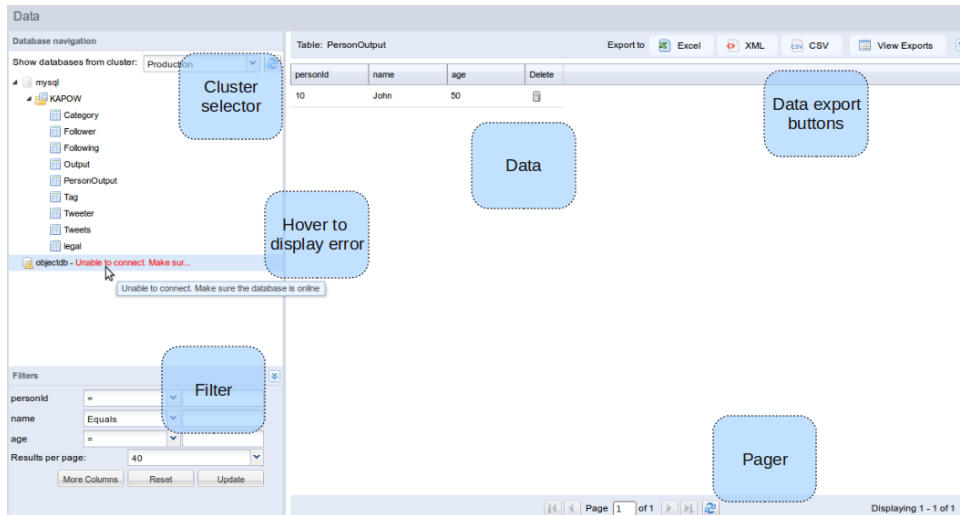 Data
Database navigation
Show databases from cluster: Production
Cluster selector
mysql
KAPOW
Category
Follower
Following
Output
PersonOutput
Tag
Tweeter
Tweets
legal
objectdb - Unable to connect. Make sur...
Unable to connect. Make sure the database is online
Hover to display error
Filters
Filter
personId =
name Equals
age =
Results per page: 40
More Columns Reset Update
Table: PersonOutput
Export to Excel XML CSV View Exports
personId name age Delete
10 John 50
Data
Data export buttons
Pager
Page 1 of 1
Displaying 1 - 1 of 1